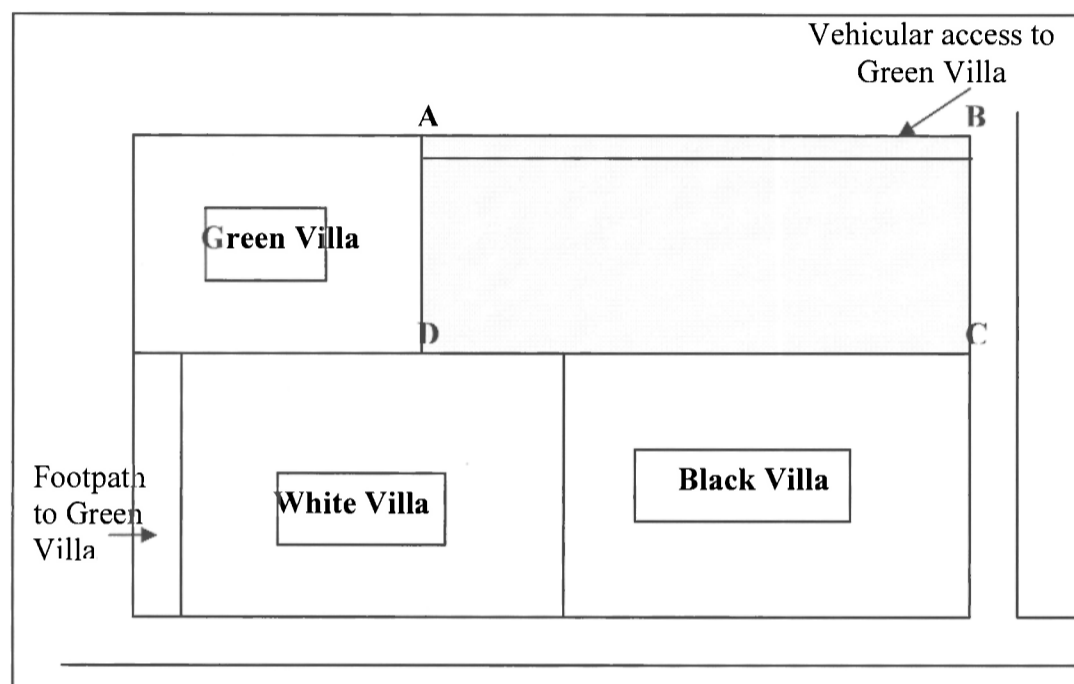 Vehicular access to
Green Villa
A
B
Green Villa
D
C
Footpath
to Green
Villa
White Villa
Black Villa